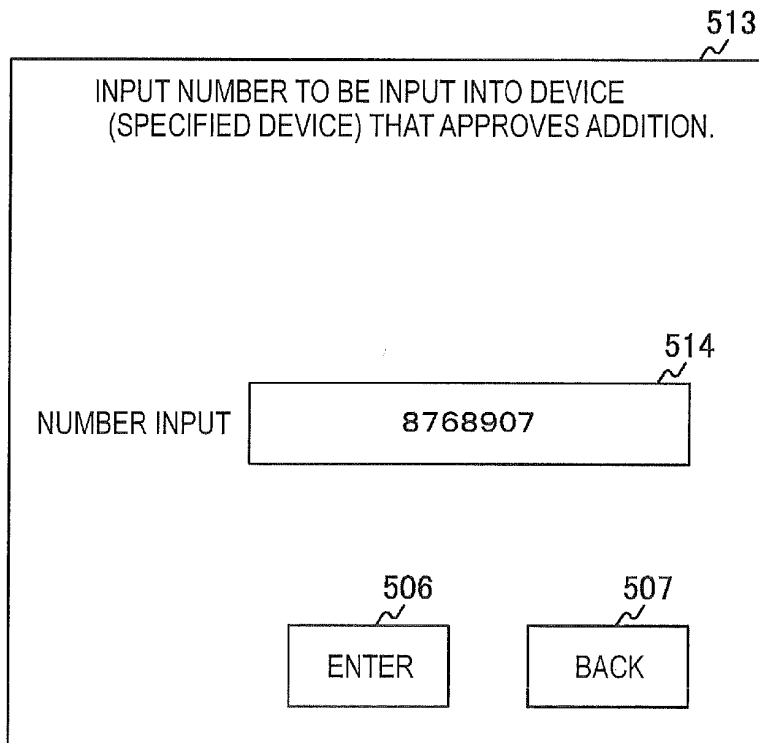 513
INPUT NUMBER TO BE INPUT INTO DEVICE
(SPECIFIED DEVICE) THAT APPROVES ADDITION.
514
NUMBER INPUT 8768907
506 507
ENTER BACK